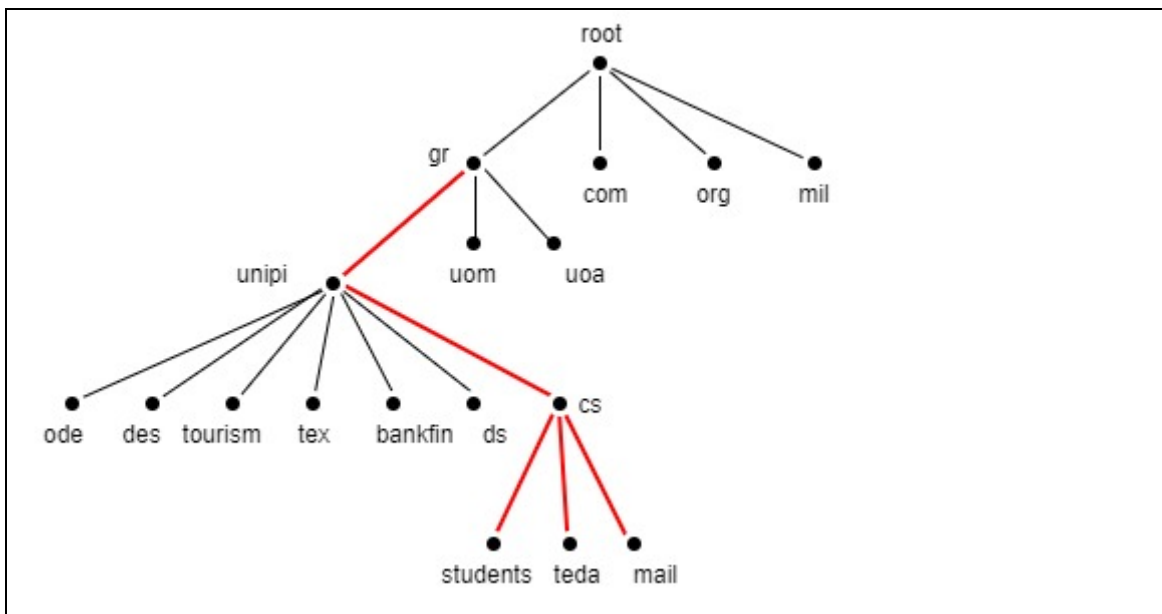 root
gr
com org mil
unipi uom uoa
ode des tourism tex bankfin ds cs
students teda mail